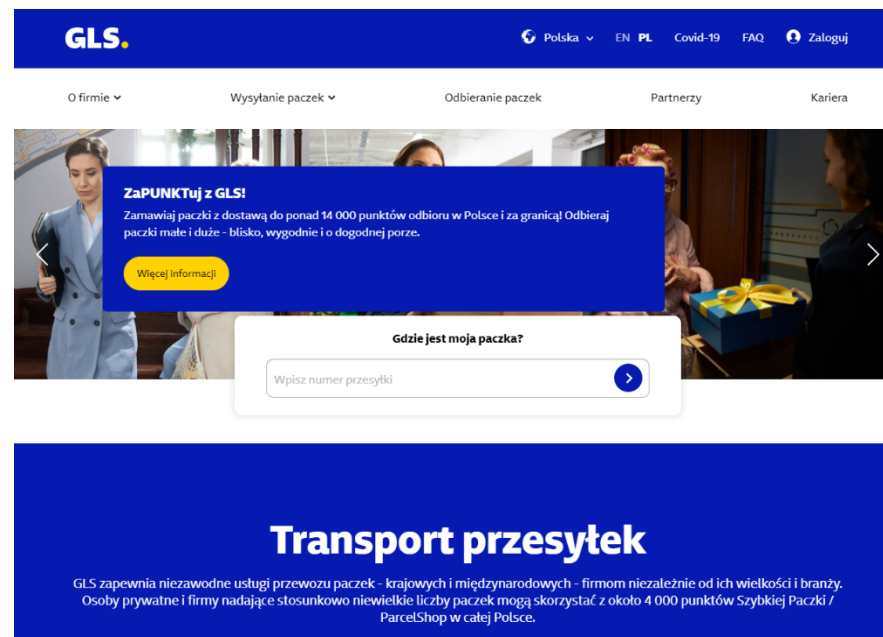 GLS.
Polska
EN PL
Covid-19
FAQ
Zaloguj
O firmie
Wysyłanie paczek
Odbieranie paczek
Partnerzy
Kariera
ZaPUNKTuj z GLS!
Zamawiaj paczki z dostawą do ponad 14 000 punktów odbioru w Polsce i za granicą! Odbieraj
paczki małe i duże - blisko, wygodnie i o dogodnej porze.
Więcej informacji
Gdzie jest moja paczka?
Wpisz numer przesyłki
Transport przesyłek
GLS zapewnia niezawodne usługi przewozu paczek - krajowych i międzynarodowych - firmom niezależnie od ich wielkości i branży.
Osoby prywatne i firmy nadające stosunkowo niewielkie liczby paczek mogą skorzystać z około 4 000 punktów Szybkiej Paczki /
ParcelShop w całej Polsce.